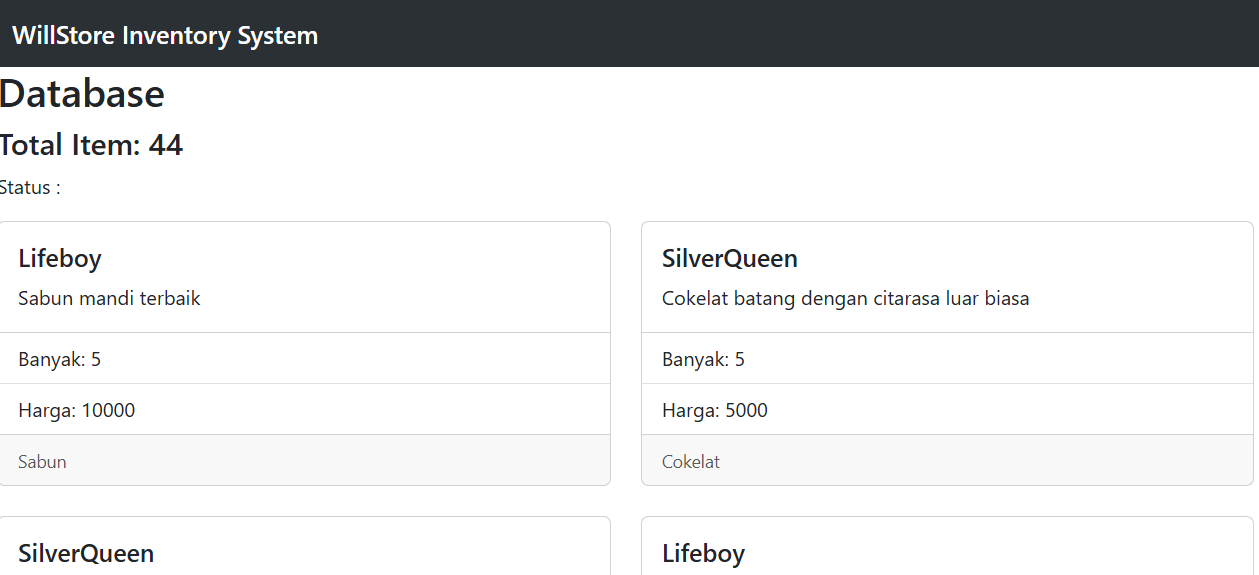 WillStore Inventory System
Database
Total Item: 44
Status :
Lifeboy
Sabun mandi terbaik
Banyak: 5
Harga: 10000
Sabun
SilverQueen
Cokelat batang dengan citarasa luar biasa
Banyak: 5
Harga: 5000
Cokelat
SilverQueen
Lifeboy